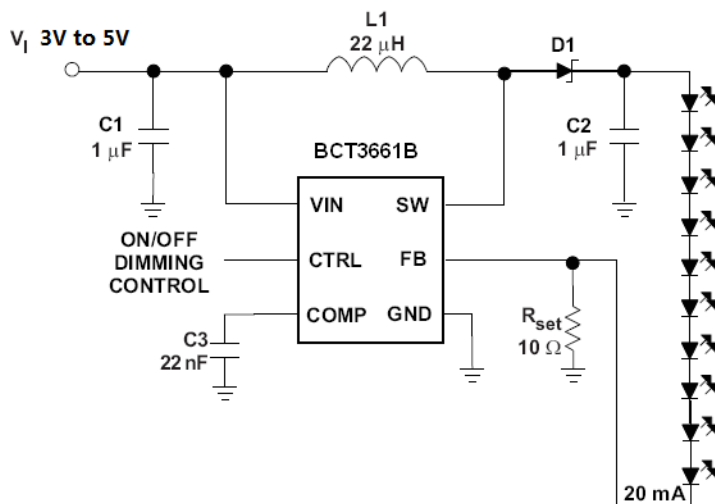 V_I 3V to 5V
L1
22 μH
D1
C1
1 μF
C2
1 μF
BCT3661B
VIN
SW
ON/OFF
DIMMING
CONTROL
CTRL
FB
COMP
GND
C3
22 nF
R_set
10 Ω
20 mA